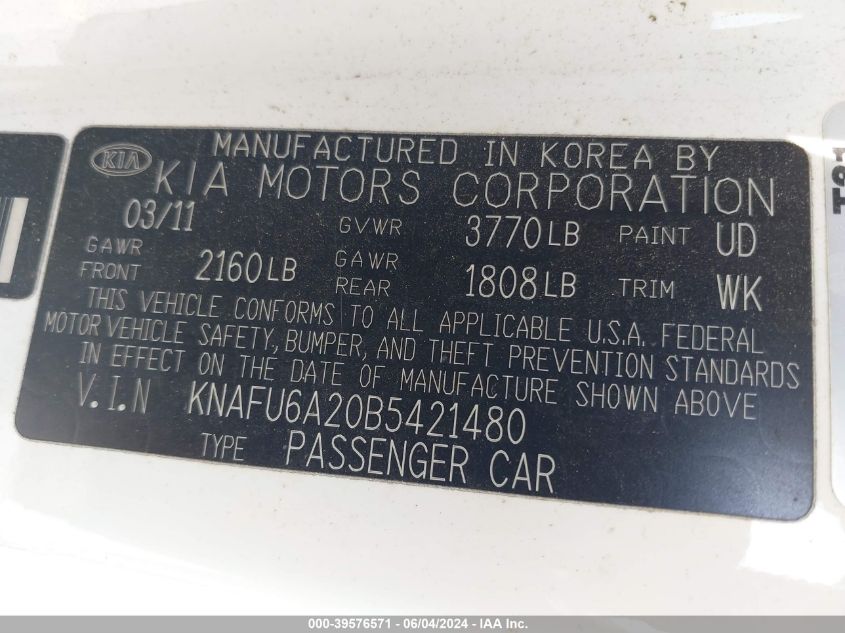 KIA
MANUFACTURED IN KOREA BY
KIA MOTORS CORPORATION
03/11 GVWR 3770LB PAINT UD
GAWR FRONT 2160LB GAWR REAR 1808LB TRIM WK
THIS VEHICLE CONFORMS TO ALL APPLICABLE U.S.A. FEDERAL
MOTOR VEHICLE SAFETY, BUMPER, AND THEFT PREVENTION STANDARDS
IN EFFECT ON THE DATE OF MANUFACTURE SHOWN ABOVE
V.I.N KNAFU6A20B5421480
TYPE PASSENGER CAR
000-39576571 - 06/04/2024 - IAA Inc.